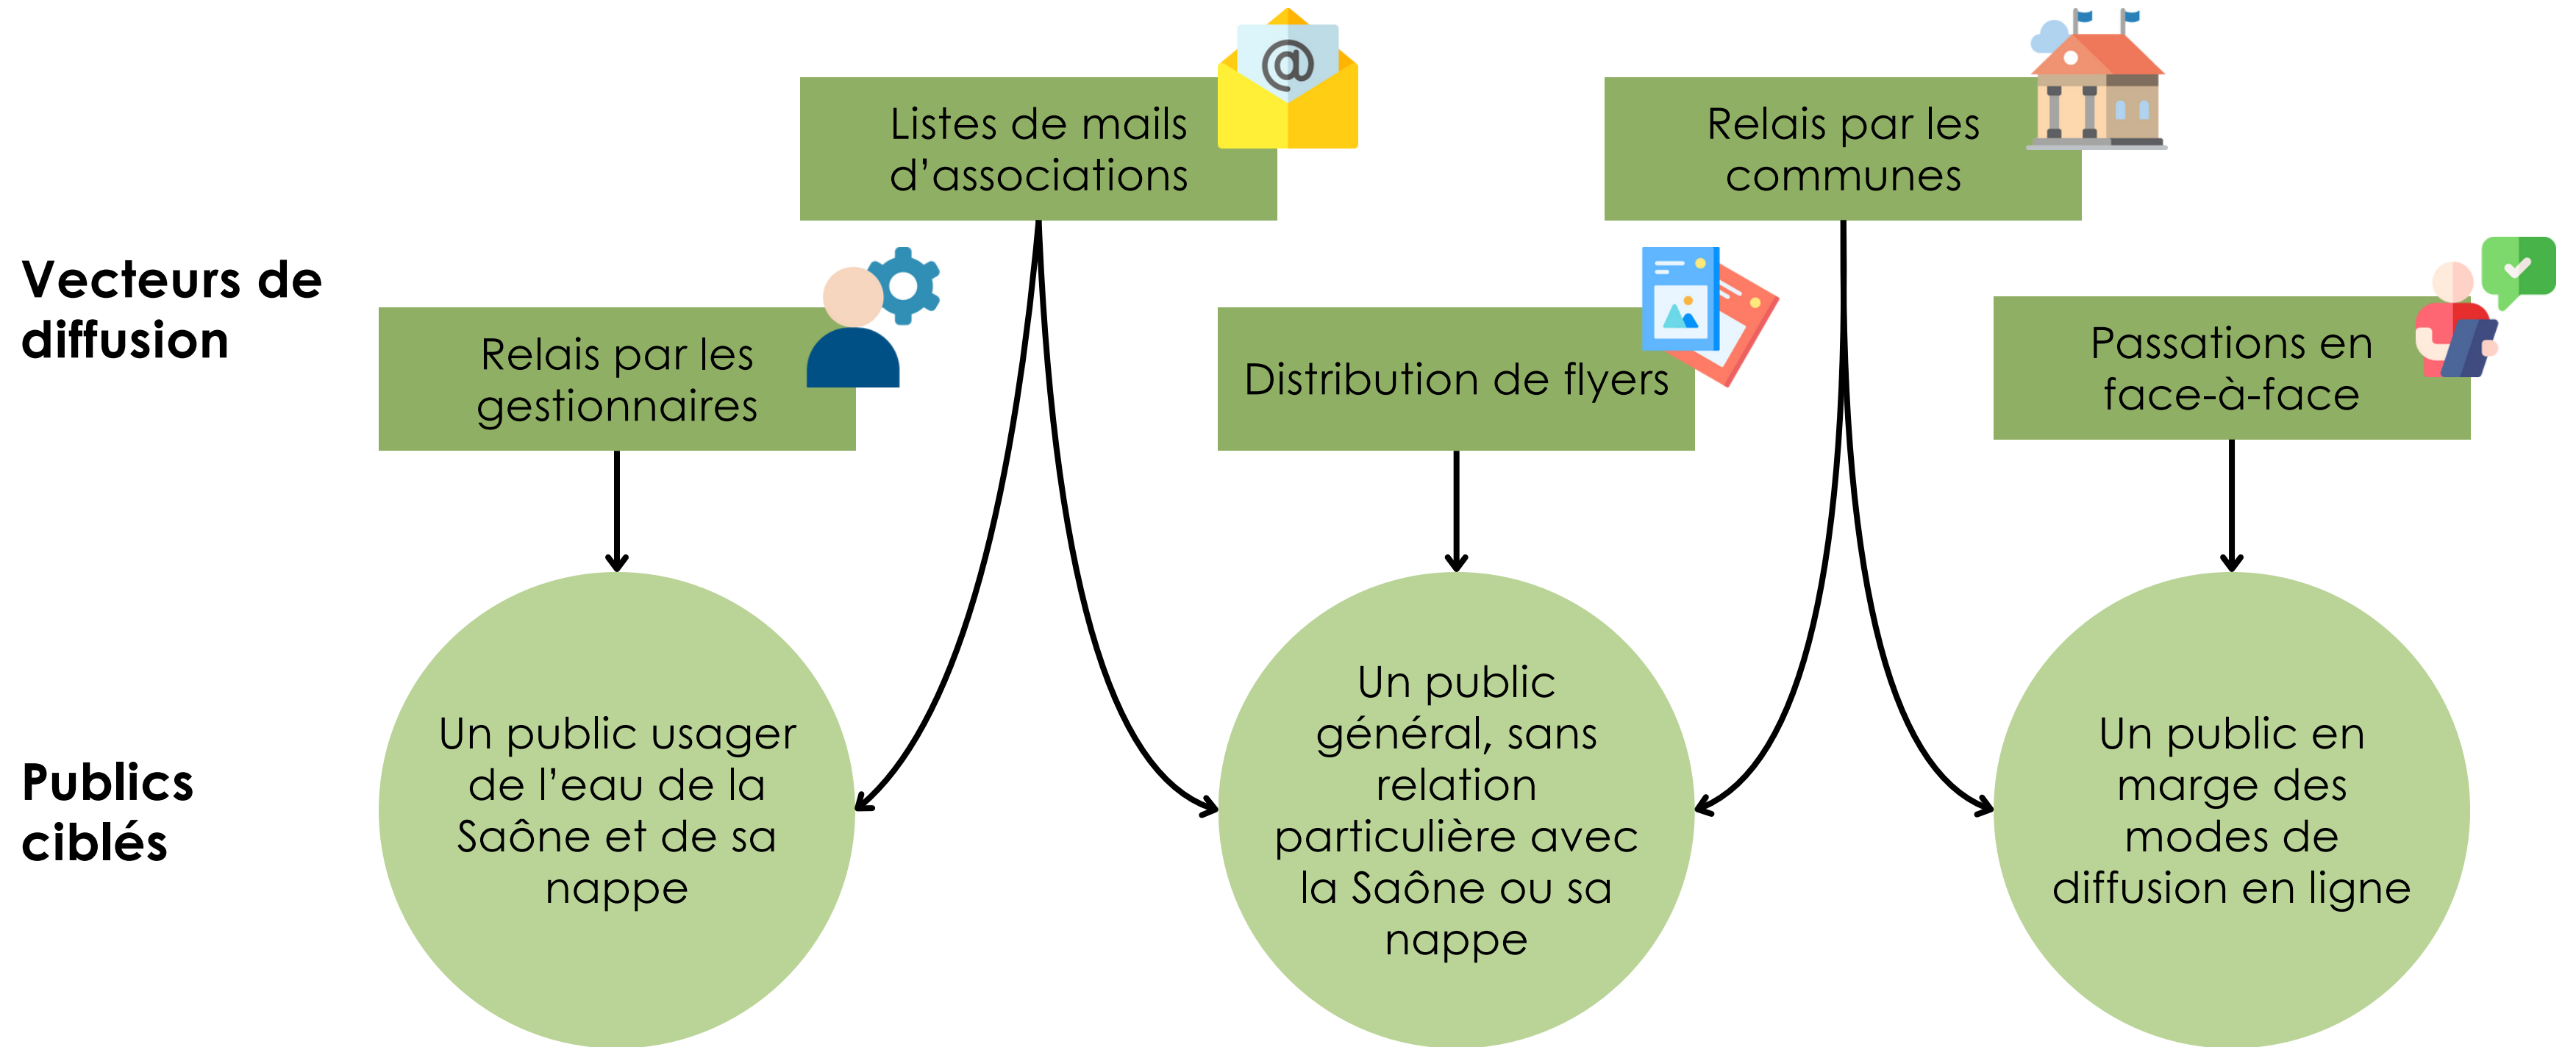 @
Listes de mails
d'associations
Relais par les
communes
Vecteurs de
diffusion
Relais par les
gestionnaires
Distribution de flyers
Passations en
face-à-face
Publics
ciblés
Un public usager
de l'eau de la
Saône et de sa
nappe
Un public
général, sans
relation
particulière avec
la Saône ou sa
nappe
Un public en
marge des
modes de
diffusion en ligne